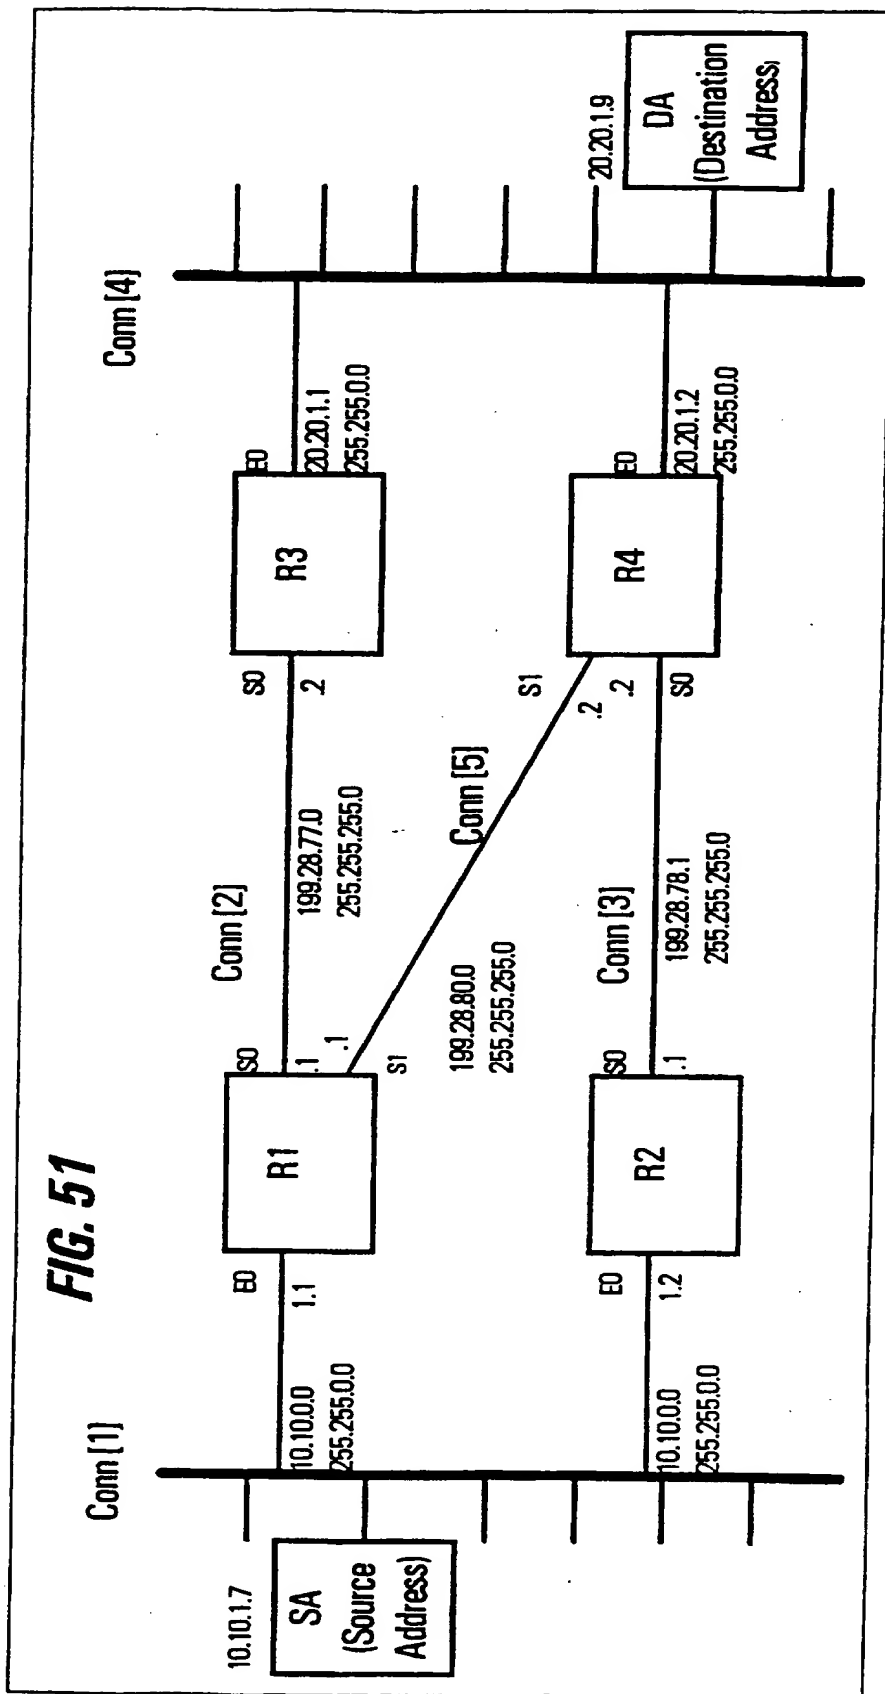 FIG. 51
Conn [1]
10.10.1.7
SA
(Source
Address)
10.10.0.0
255.255.0.0
E0
1.1
R1
S0
.1
.1
S1
Conn [2]
199.28.77.0
255.255.255.0
S0
.2
R3
E0
20.20.1.1
255.255.0.0
Conn [4]
Conn [5]
199.28.80.0
255.255.255.0
10.10.0.0
255.255.0.0
E0
1.2
R2
S0
.1
Conn [3]
199.28.78.1
255.255.255.0
S1
.2
.2
S0
R4
E0
20.20.1.2
255.255.0.0
20.20.1.9
DA
(Destination
Address)